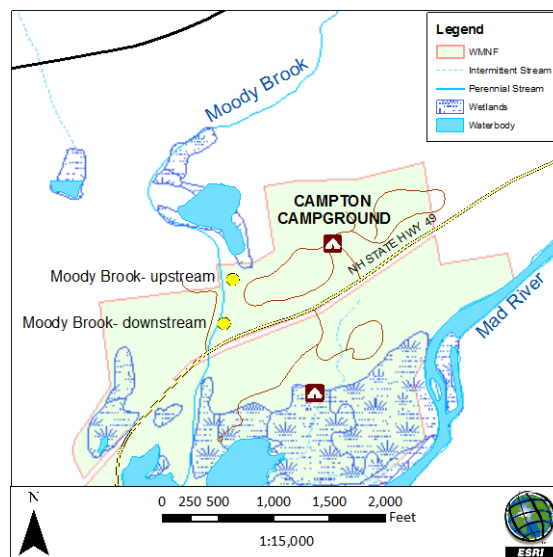 Legend
WMNF
Intermittent Stream
Perennial Stream
Wetlands
Waterbody
Moody Brook
CAMPTON
CAMPGROUND
NH STATE HWY 49
Moody Brook- upstream
Moody Brook- downstream
Mad River
N
0 250 500 1,000 1,500 2,000
Feet
1:15,000
ESRI